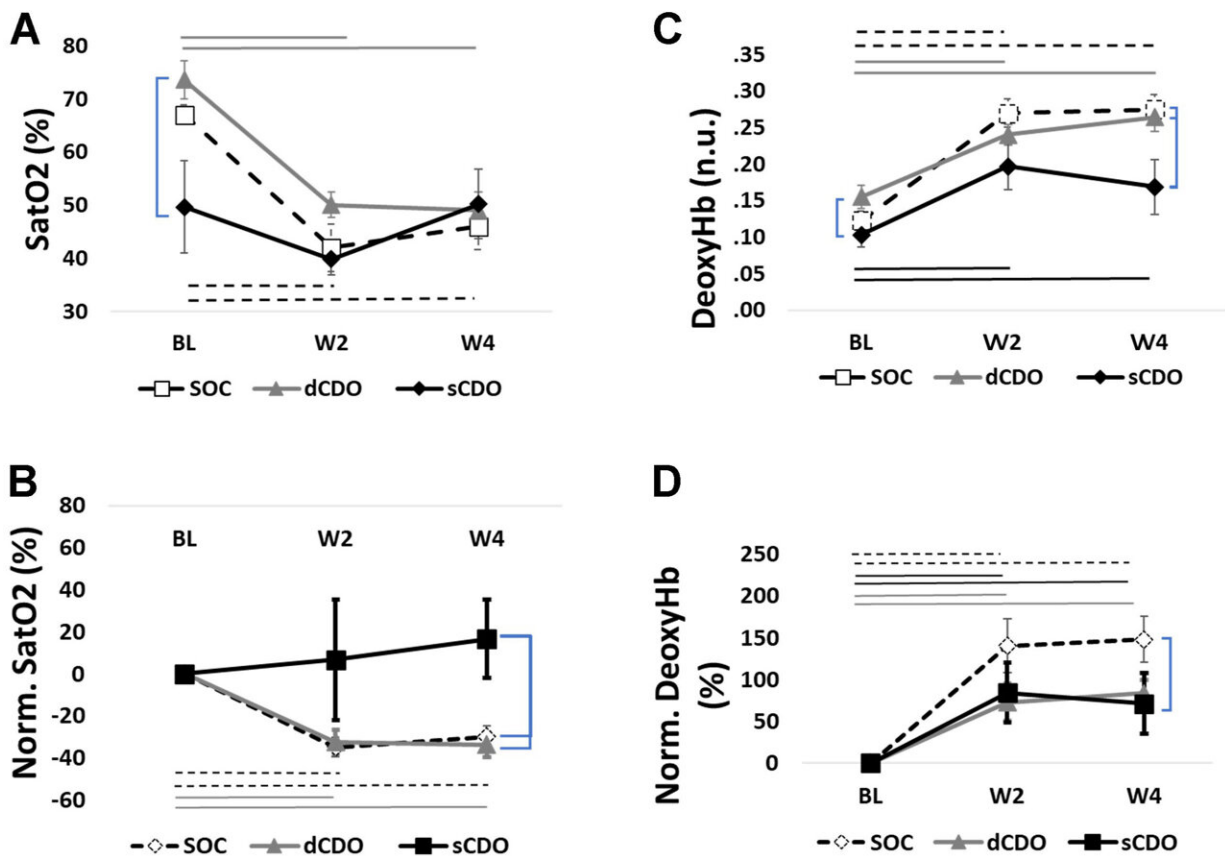 A
SatO2 (%)
80
70
60
50
40
30
BL W2 W4
SOC dCDO sCDO
C
DeoxyHb (n.u.)
.35
.30
.25
.20
.15
.10
.05
.00
BL W2 W4
SOC dCDO sCDO
B
Norm. SatO2 (%)
80
60
40
20
0
-20
-40
-60
BL W2 W4
SOC dCDO sCDO
D
Norm. DeoxyHb
(%)
250
200
150
100
50
0
BL W2 W4
SOC dCDO sCDO